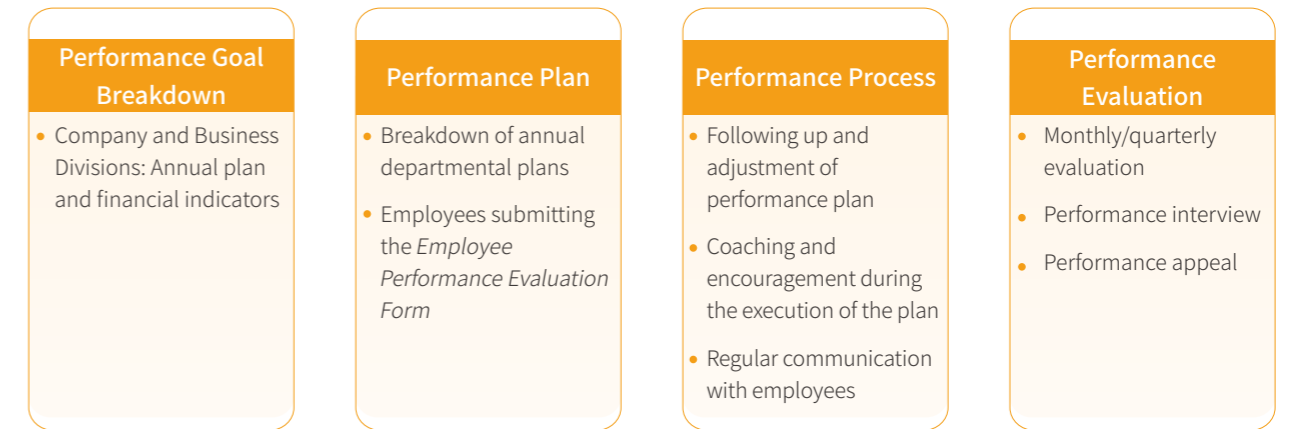 Performance Goal
Breakdown
Company and Business
Divisions: Annual plan
and financial indicators
Performance Plan
Breakdown of annual
departmental plans
Employees submitting
the Employee
Performance Evaluation
Form
Performance Process
Following up and
adjustment of
performance plan
Coaching and
encouragement during
the execution of the plan
Regular communication
with employees
Performance
Evaluation
Monthly/quarterly
evaluation
Performance interview
Performance appeal